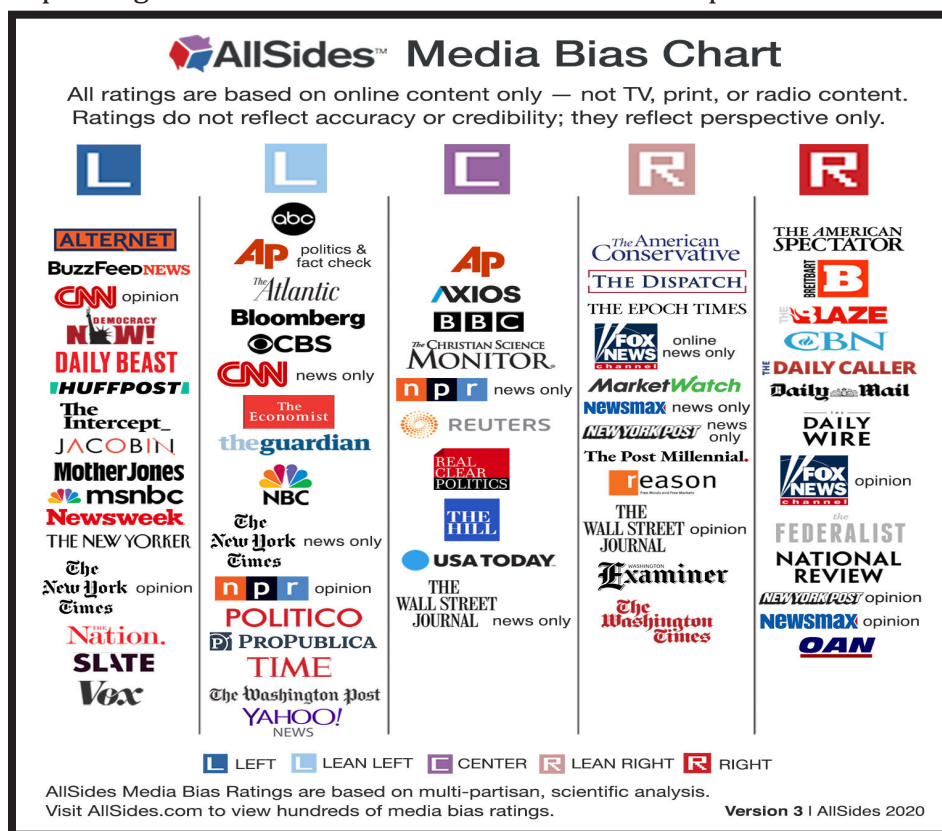 AllSides™ Media Bias Chart
All ratings are based on online content only — not TV, print, or radio content.
Ratings do not reflect accuracy or credibility; they reflect perspective only.
L
ALTERNET
BuzzFeedNEWS
CNN opinion
DEMOCRACY
NOW!
DAILY BEAST
HUFFPOST
The
Intercept_
JACOBIN
MotherJones
msnbc
Newsweek
THE NEW YORKER
The
New York opinion
Times
THE
Nation.
SLATE
Vox
L
abc
AP politics &
fact check
The
Atlantic
Bloomberg
CBS
CNN news only
The
Economist
theguardian
NBC
The
New York news only
Times
npr opinion
POLITICO
PROPUBLICA
TIME
The Washington Post
YAHOO!
NEWS
C
AP
AXIOS
BBC
The CHRISTIAN SCIENCE
MONITOR®
npr news only
REUTERS
REAL
CLEAR
POLITICS
THE
HILL
USA TODAY
THE
WALL STREET
JOURNAL news only
R
The American
Conservative
THE DISPATCH
THE EPOCH TIMES
FOX online
NEWS news only
channel
MarketWatch
Newsmax news only
NEW YORK POST news
only
The Post Millennial.
reason
Free Minds and Free Markets
THE
WALL STREET opinion
JOURNAL
WASHINGTON
Examiner
The
Washington
Times
R
THE AMERICAN
SPECTATOR
BREITBART B
THE BLAZE
CBN
THE DAILY CALLER
Daily Mail
THE
DAILY
WIRE
FOX
NEWS opinion
channel
the
FEDERALIST
NATIONAL
REVIEW
NEW YORK POST opinion
Newsmax opinion
OAN
L LEFT L LEAN LEFT C CENTER R LEAN RIGHT R RIGHT
AllSides Media Bias Ratings are based on multi-partisan, scientific analysis.
Visit AllSides.com to view hundreds of media bias ratings.
Version 3 | AllSides 2020